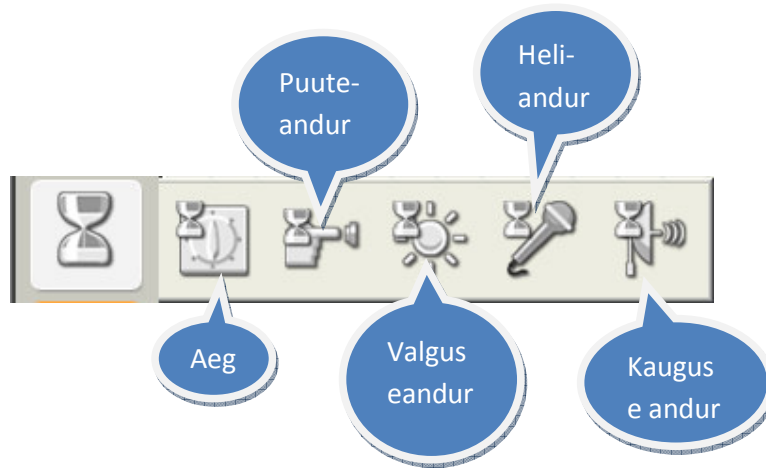 Puute-
andur
Heli-
andur
Aeg
Valgus
eandur
Kaugus
e andur